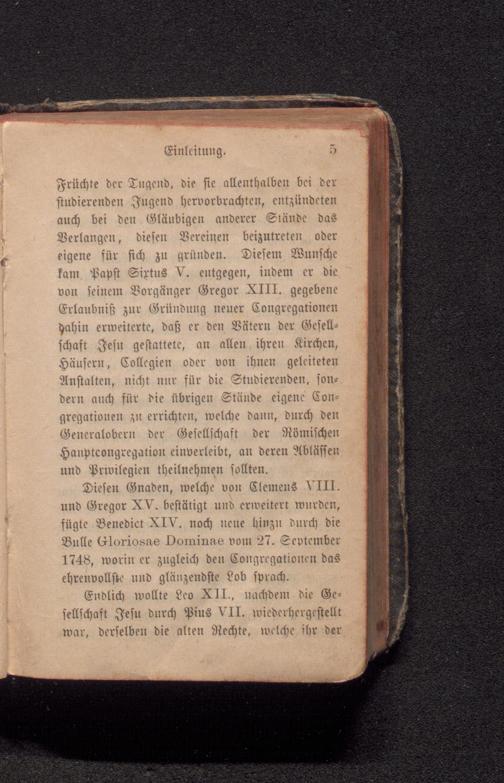 Einleitung. 5
Früchte der Tugend, die sie allenthalben bei der
studierenden Jugend hervorbrachten, entzündeten
auch bei den Gläubigen anderer Stände das
Verlangen, diesen Vereinen beizutreten oder
eigene für sich zu gründen. Diesem Wunsche
kam Papst Sixtus V. entgegen, indem er die
von seinem Vorgänger Gregor XIII. gegebene
Erlaubniß zur Gründung neuer Congregationen
dahin erweiterte, daß er den Vätern der Gesell-
schaft Jesu gestattete, an allen ihren Kirchen,
Häusern, Collegien oder von ihnen geleiteten
Anstalten, nicht nur für die Studierenden, son-
dern auch für die übrigen Stände eigene Con-
gregationen zu errichten, welche dann, durch den
Generalobern der Gesellschaft der Römischen
Hauptcongregation einverleibt, an deren Ablässen
und Privilegien theilnehmen sollten.
Diesen Gnaden, welche von Clemens VIII.
und Gregor XV. bestätigt und erweitert wurden,
fügte Benedict XIV. noch neue hinzu durch die
Bulle Gloriosae Dominae vom 27. September
1748, worin er zugleich den Congregationen das
ehrenvollste und glänzendste Lob sprach.
Endlich wollte Leo XII., nachdem die Ge-
sellschaft Jesu durch Pius VII. wiederhergestellt
war, derselben die alten Rechte, welche ihr der